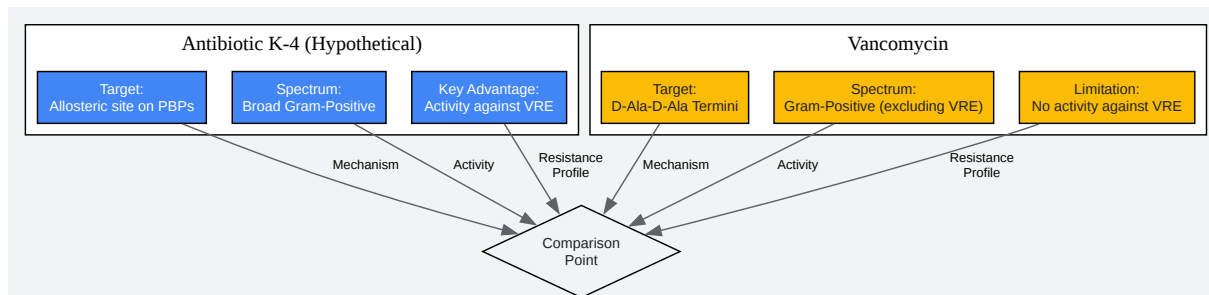 Antibiotic K-4 (Hypothetical)
Target:
Allosteric site on PBPs
Spectrum:
Broad Gram-Positive
Key Advantage:
Activity against VRE
Vancomycin
Target:
D-Ala-D-Ala Termini
Spectrum:
Gram-Positive (excluding VRE)
Limitation:
No activity against VRE
Mechanism
Activity
Resistance
Profile
Mechanism
Activity
Resistance
Profile
Comparison
Point